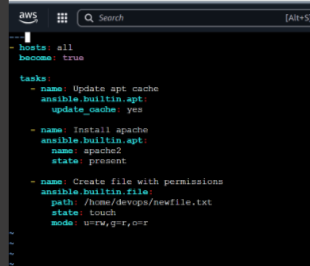 aws
Search
[Alt+S
---
- hosts: all
become: true
tasks:
- name: Update apt cache
ansible.builtin.apt:
update_cache: yes
- name: Install apache
ansible.builtin.apt:
name: apache2
state: present
- name: Create file with permissions
ansible.builtin.file:
path: /home/devops/newfile.txt
state: touch
mode: u=rw,g=r,o=r
~
~
~